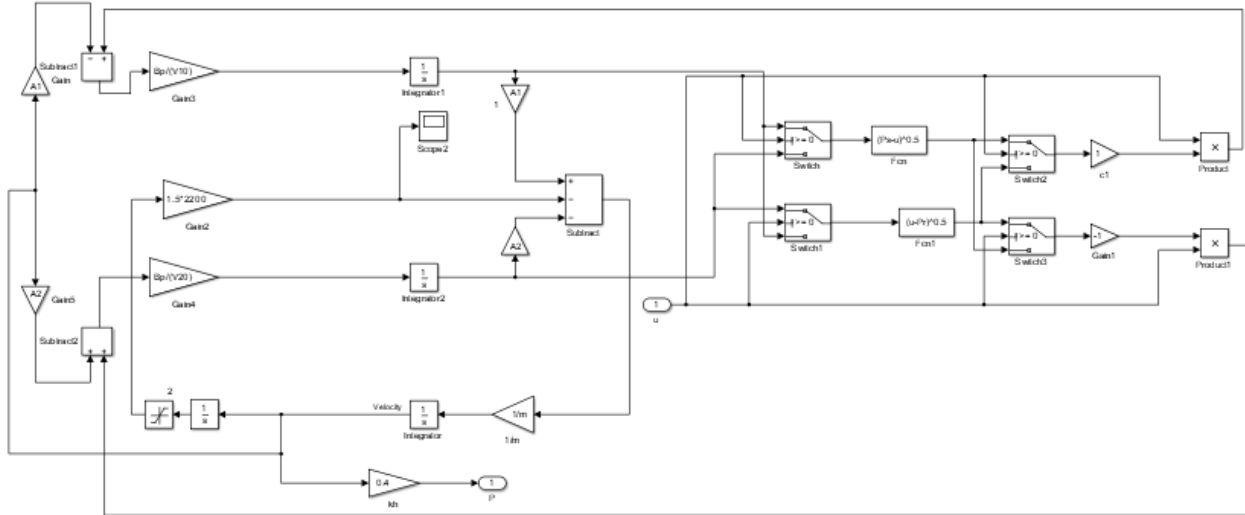 - +
Subtract1
Gain
A1
Bp/(V10)
Gain3
1
s
Integrator1
A1
1
Scope2
1.5*2200
Gain2
+
−
−
Subtract
A2
Bp/(V20)
Gain4
1
s
Integrator2
A2
Gain5
Subtract2
+ +
2
1
s
Velocity
1
s
Integrator
1/m
1/m
0.4
kh
1
P
1
u
>= 0
Switch
(Ps-u)^0.5
Fcn
>= 0
Switch2
1
c1
×
Product
>= 0
Switch1
(u-Pr)^0.5
Fcn1
>= 0
Switch3
-1
Gain1
×
Product1